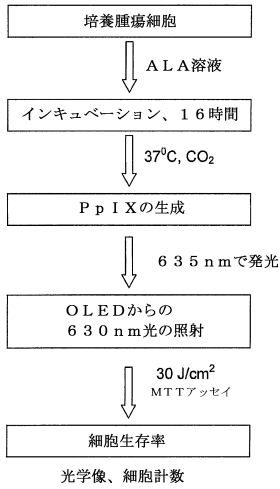 培養腫瘍細胞
ＡＬＡ溶液
インキュベーション、１６時間
37⁰C, CO₂
ＰｐＩＸの生成
６３５ｎｍで発光
ＯＬＥＤからの
６３０ｎｍ光の照射
30 J/cm²
ＭＴＴアッセイ
細胞生存率
光学像、細胞計数